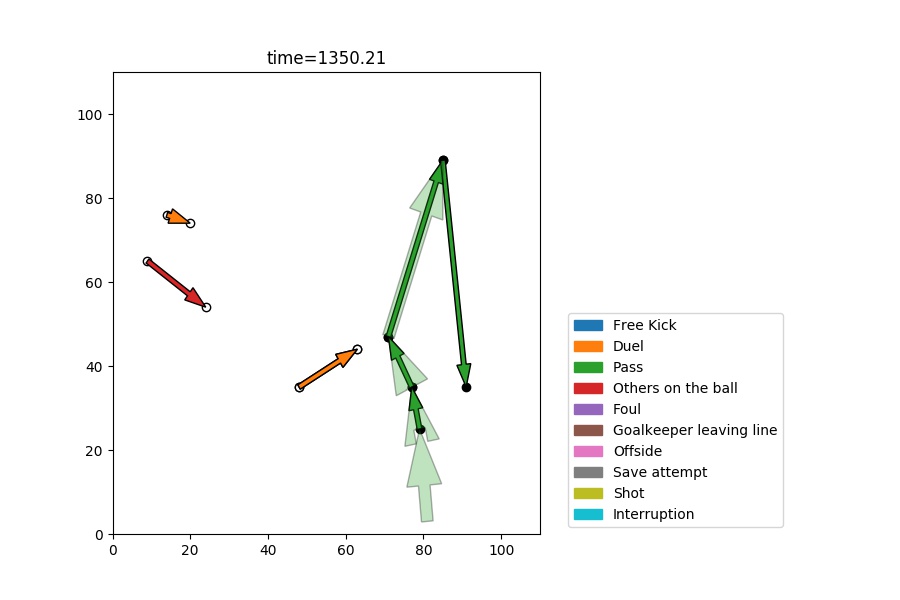 time=1350.21
100
80
60
40
20
0
0 20 40 60 80 100
Free Kick
Duel
Pass
Others on the ball
Foul
Goalkeeper leaving line
Offside
Save attempt
Shot
Interruption